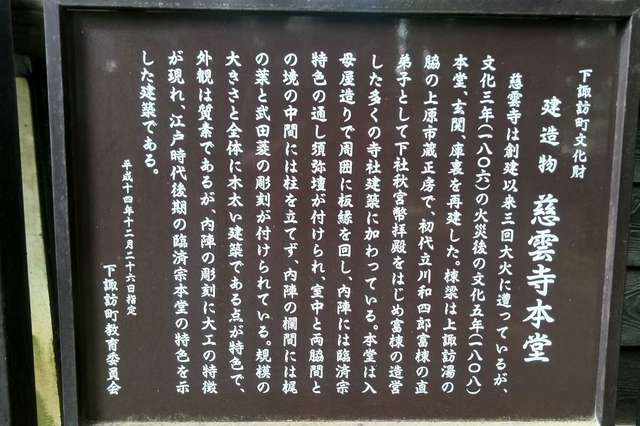 下諏訪町文化財
建造物 慈雲寺本堂
慈雲寺は創建以来三回大火に遭っているが、
文化三年(一八〇六)の火災後の文化五年(一八〇八)
本堂、玄関、庫裏を再建した。棟梁は上諏訪湯の
脇の上原市蔵正房で、初代立川和四郎富棟の直
弟子として下社秋宮幣拝殿をはじめ富棟の造営
した多くの寺社建築に加わっている。本堂は入
母屋造りで周囲に板縁を回し、内陣には臨済宗
特色の通し須弥壇が付けられ、室中と両脇間と
の境の中間には柱を立てず、内陣の欄間には梶
の葉と武田菱の彫刻が付けられている。規模の
大きさと全体に木太い建築である点が特色で、
外観は質素であるが、内陣の彫刻に大工の特徴
が現れ、江戸時代後期の臨済宗本堂の特色を示
した建築である。
平成十四年十二月二十六日指定
下諏訪町教育委員会